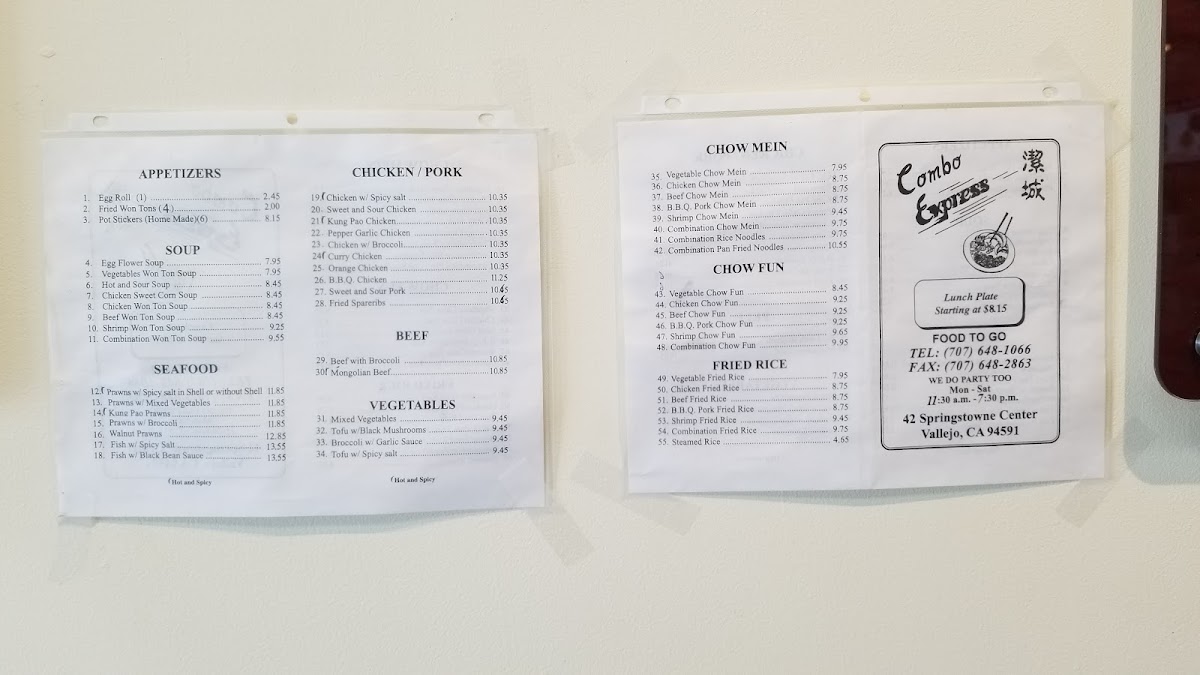 APPETIZERS
1. Egg Roll (1) 2.45
2. Fried Won Tons (4) 2.00
3. Pot Stickers (Home Made)(6) 8.15
SOUP
4. Egg Flower Soup 7.95
5. Vegetables Won Ton Soup 7.95
6. Hot and Sour Soup 8.45
7. Chicken Sweet Corn Soup 8.45
8. Chicken Won Ton Soup 8.45
9. Beef Won Ton Soup 8.45
10. Shrimp Won Ton Soup 9.25
11. Combination Won Ton Soup 9.55
SEAFOOD
12. Prawns w/ Spicy salt in Shell or without Shell 11.85
13. Prawns w/ Mixed Vegetables 11.85
14. Kung Pao Prawns 11.85
15. Prawns w/ Broccoli 11.85
16. Walnut Prawns 12.85
17. Fish w/ Spicy Salt 13.55
18. Fish w/ Black Bean Sauce 13.55
Hot and Spicy
CHICKEN / PORK
19. Chicken w/ Spicy salt 10.35
20. Sweet and Sour Chicken 10.35
21. Kung Pao Chicken 10.35
22. Pepper Garlic Chicken 10.35
23. Chicken w/ Broccoli 10.35
24. Curry Chicken 10.35
25. Orange Chicken 10.35
26. B.B.Q. Chicken 11.25
27. Sweet and Sour Pork
28. Fried Spareribs
BEEF
29. Beef with Broccoli 10.85
30. Mongolian Beef 10.85
VEGETABLES
31. Mixed Vegetables 9.45
32. Tofu w/Black Mushrooms 9.45
33. Broccoli w/ Garlic Sauce 9.45
34. Tofu w/ Spicy salt 9.45
Hot and Spicy
CHOW MEIN
35. Vegetable Chow Mein 7.95
36. Chicken Chow Mein 8.75
37. Beef Chow Mein 8.75
38. B.B.Q. Pork Chow Mein 8.75
39. Shrimp Chow Mein 9.45
40. Combination Chow Mein 9.75
41. Combination Rice Noodles 9.75
42. Combination Pan Fried Noodles 10.55
CHOW FUN
43. Vegetable Chow Fun 8.45
44. Chicken Chow Fun 9.25
45. Beef Chow Fun 9.25
46. B.B.Q. Pork Chow Fun 9.25
47. Shrimp Chow Fun 9.65
48. Combination Chow Fun 9.95
FRIED RICE
49. Vegetable Fried Rice 7.95
50. Chicken Fried Rice 8.75
51. Beef Fried Rice 8.75
52. B.B.Q. Pork Fried Rice 8.75
53. Shrimp Fried Rice 9.45
54. Combination Fried Rice 9.75
55. Steamed Rice 4.65
Combo
Express
潔城
Lunch Plate
Starting at $8.15
FOOD TO GO
TEL: (707) 648-1066
FAX: (707) 648-2863
WE DO PARTY TOO
Mon - Sat
11:30 a.m. - 7:30 p.m.
42 Springstowne Center
Vallejo, CA 94591